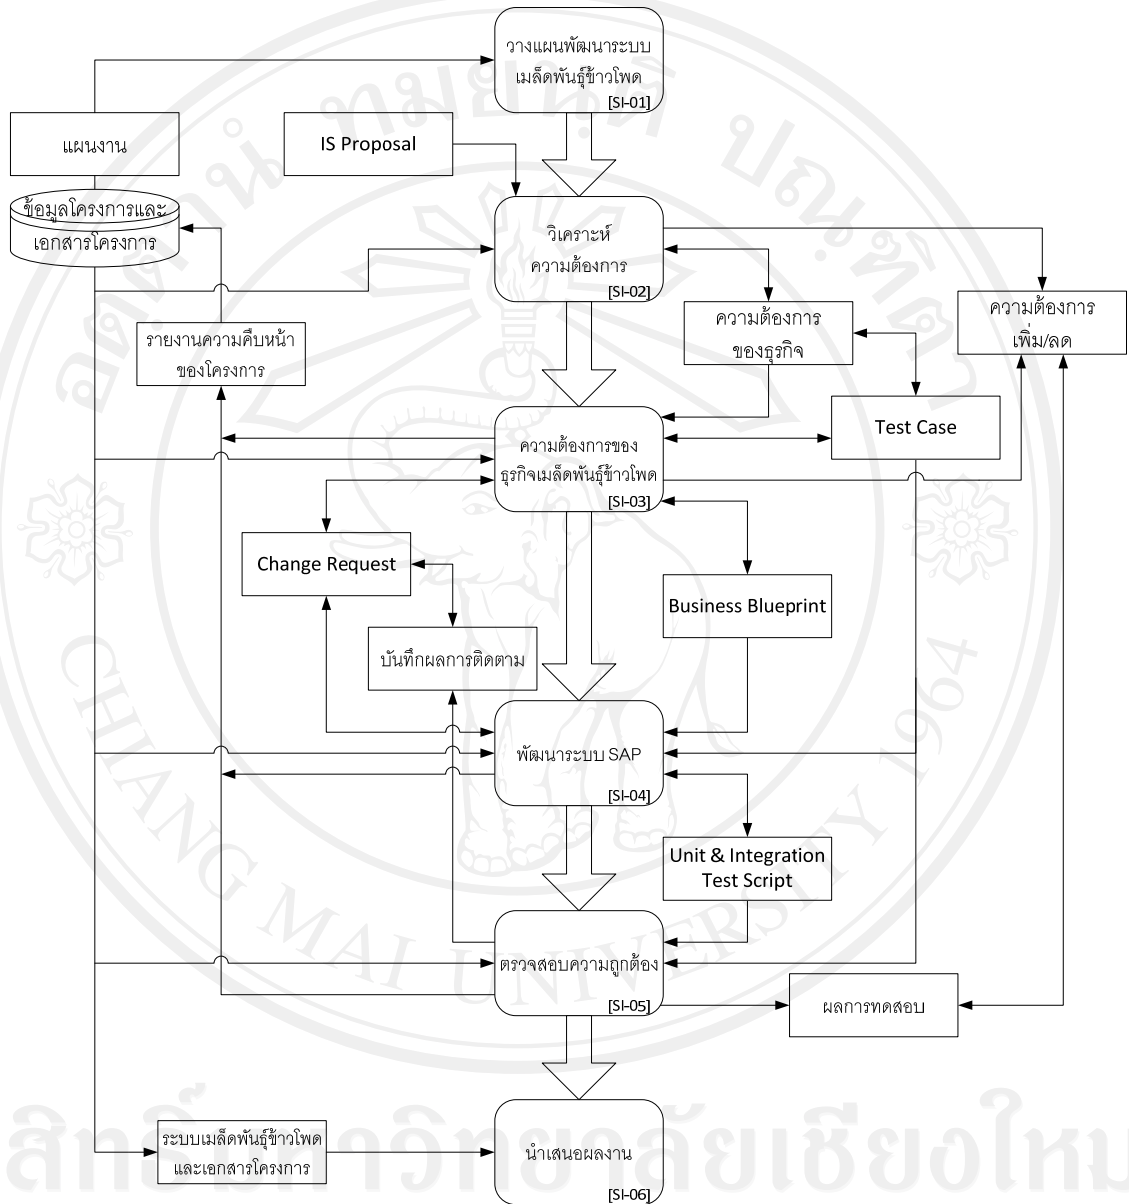 วางแผนพัฒนาระบบ
เมล็ดพันธุ์ข้าวโพด
[SI-01]
แผนงาน
IS Proposal
ข้อมูลโครงการและ
เอกสารโครงการ
วิเคราะห์
ความต้องการ
[SI-02]
รายงานความคืบหน้า
ของโครงการ
ความต้องการ
ของธุรกิจ
ความต้องการ
เพิ่ม/ลด
Test Case
ความต้องการของ
ธุรกิจเมล็ดพันธุ์ข้าวโพด
[SI-03]
Change Request
Business Blueprint
บันทึกผลการติดตาม
พัฒนาระบบ SAP
[SI-04]
Unit & Integration
Test Script
ตรวจสอบความถูกต้อง
[SI-05]
ผลการทดสอบ
ระบบเมล็ดพันธุ์ข้าวโพด
และเอกสารโครงการ
นำเสนอผลงาน
[SI-06]
CHIANG MAI UNIVERSITY 1964